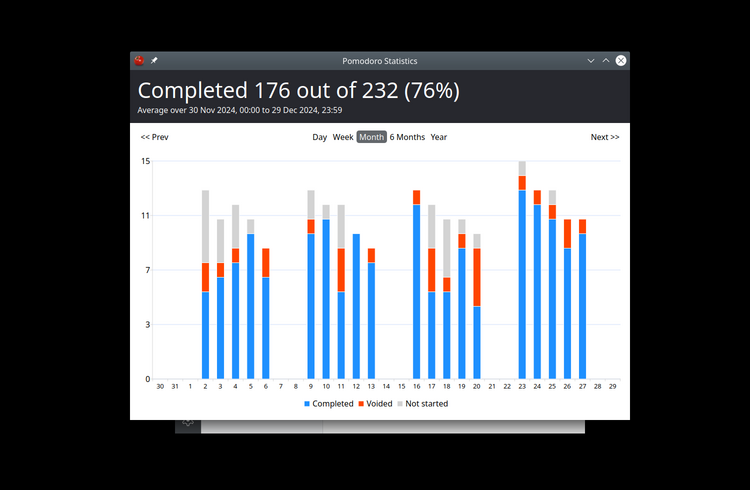 Pomodoro Statistics
Completed 176 out of 232 (76%)
Average over 30 Nov 2024, 00:00 to 29 Dec 2024, 23:59
<< Prev Day Week Month 6 Months Year Next >>
15
11
7
3
0
30 31 1 2 3 4 5 6 7 8 9 10 11 12 13 14 15 16 17 18 19 20 21 22 23 24 25 26 27 28 29
Completed Voided Not started